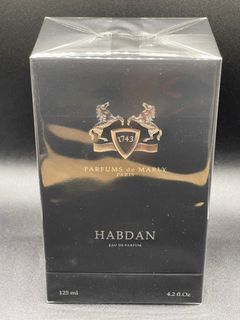 1743
PARFUMS de MARLY
PARIS
HABDAN
EAU DE PARFUM
125 ml 4.2 fl.Oz